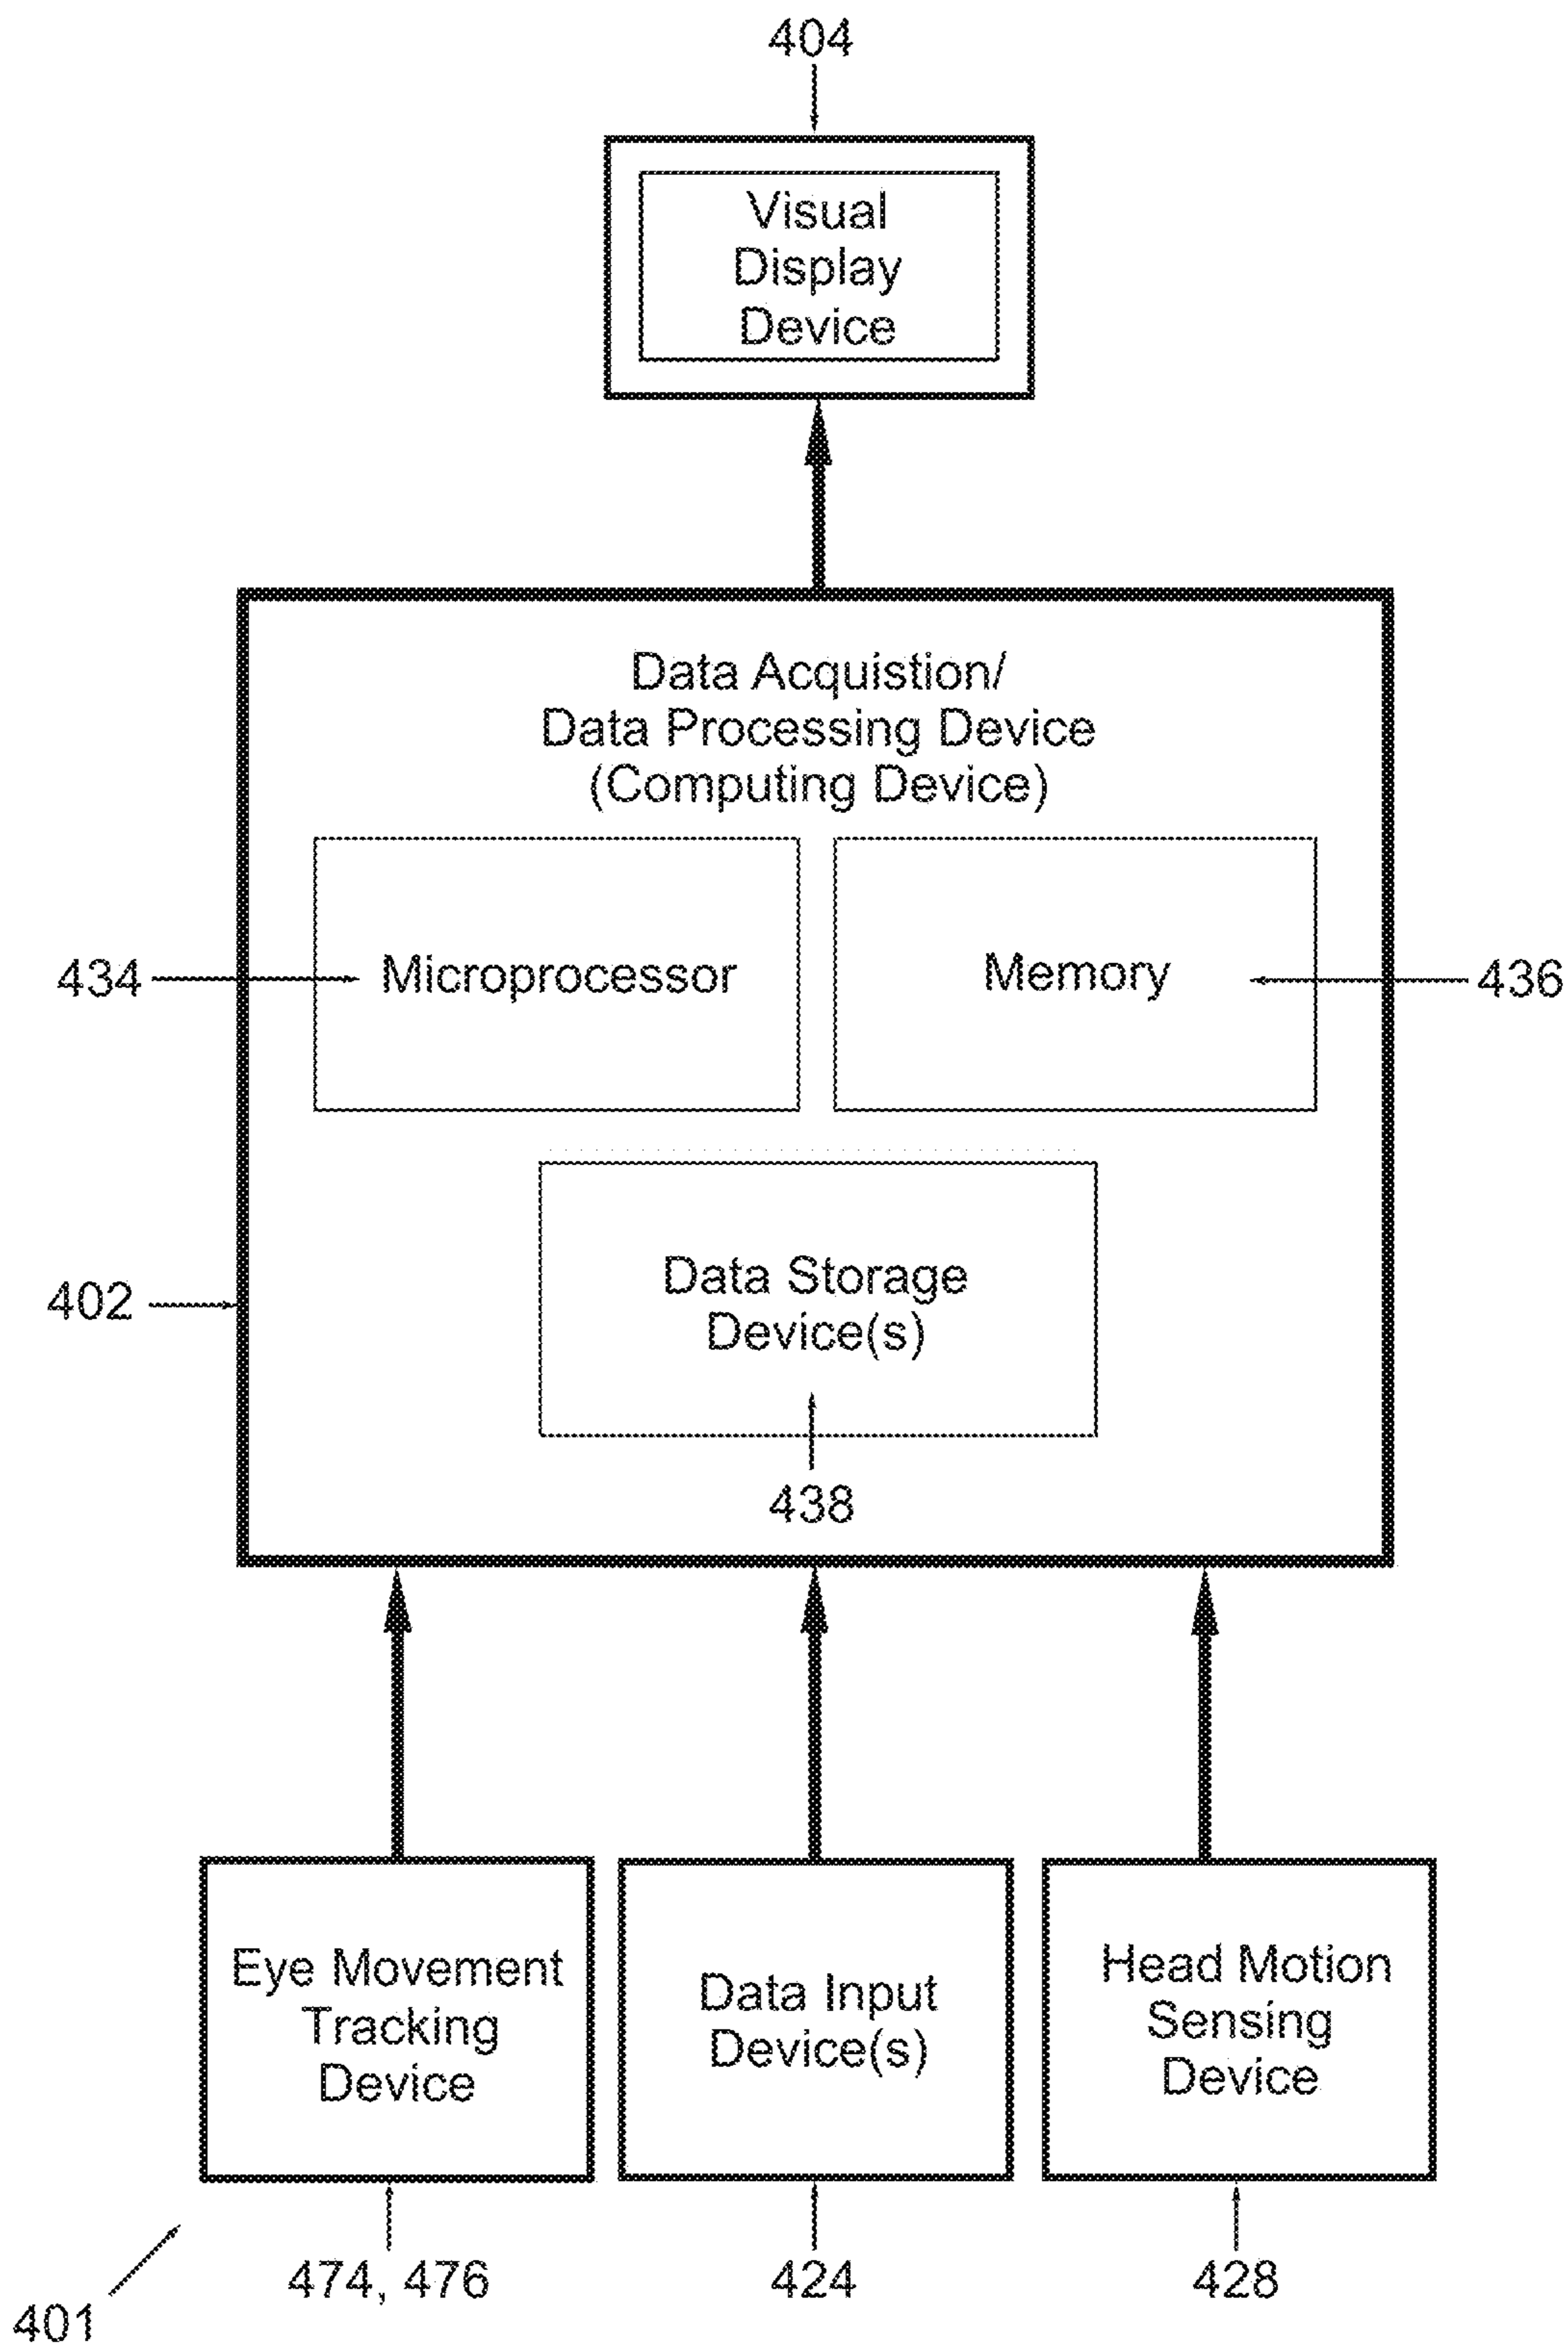 404
Visual
Display
Device
Data Acquistion/
Data Processing Device
(Computing Device)
434
Microprocessor
Memory
436
402
Data Storage
Device(s)
438
Eye Movement
Tracking
Device
Data Input
Device(s)
Head Motion
Sensing
Device
474, 476
424
428
401